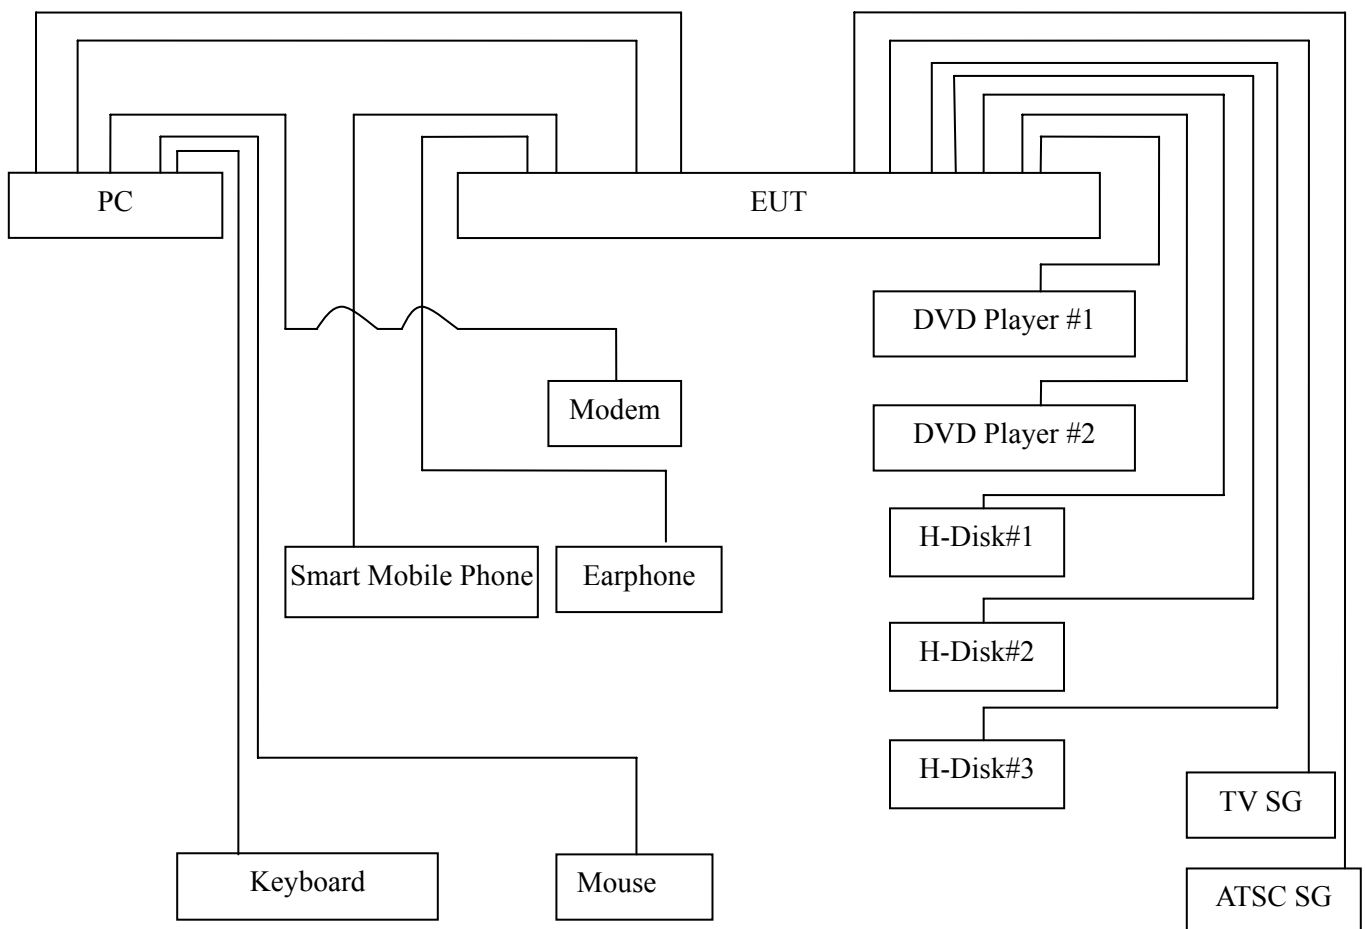 PC
EUT
DVD Player #1
Modem
DVD Player #2
H-Disk#1
Smart Mobile Phone
Earphone
H-Disk#2
H-Disk#3
TV SG
Keyboard
Mouse
ATSC SG